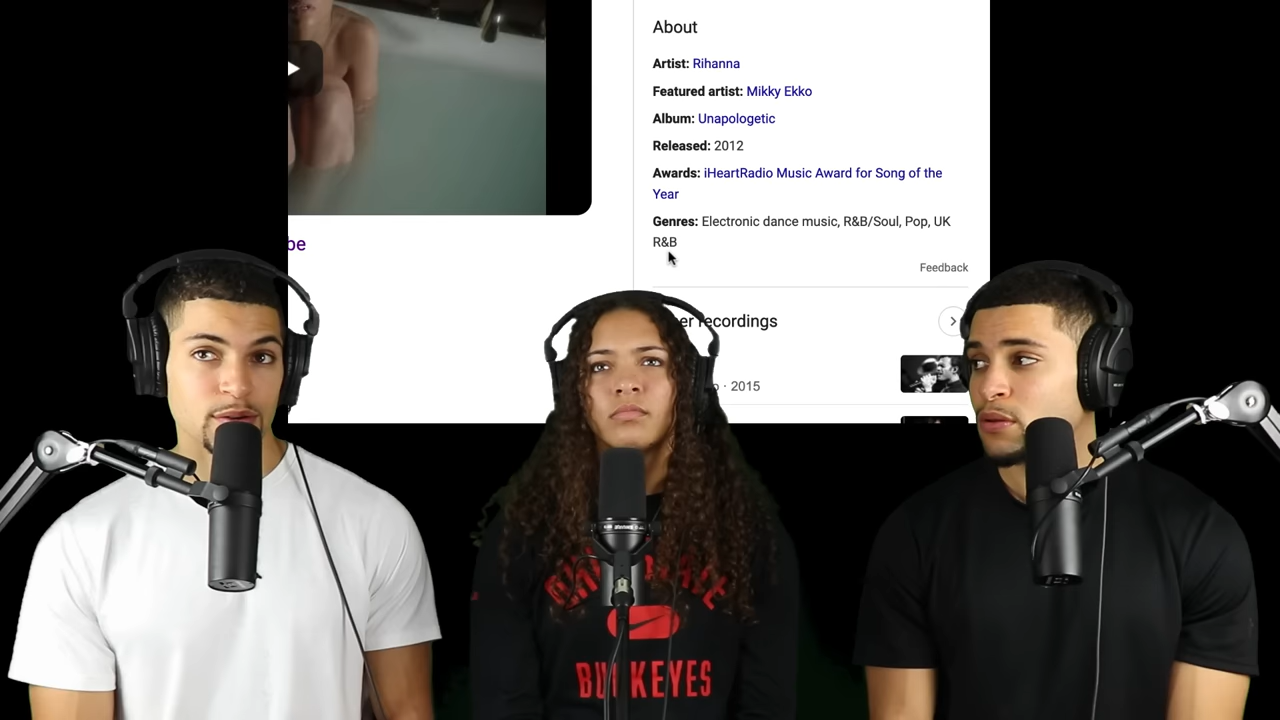 About
Artist: Rihanna
Featured artist: Mikky Ekko
Album: Unapologetic
Released: 2012
Awards: iHeartRadio Music Award for Song of the
Year
Genres: Electronic dance music, R&B/Soul, Pop, UK
R&B
be
Feedback
er recordings
o · 2015